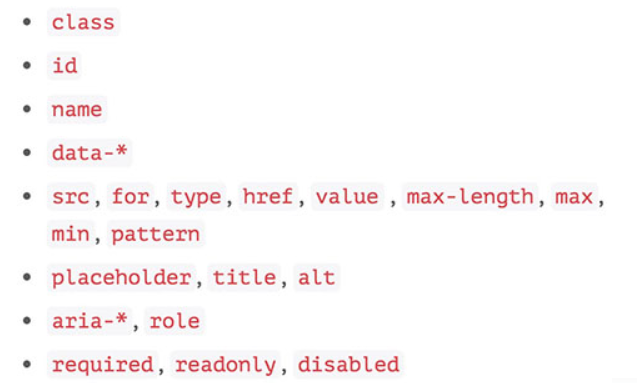 • class
• id
• name
• data-*
• src, for, type, href, value , max-length, max,
min, pattern
• placeholder, title, alt
• aria-*, role
• required, readonly, disabled